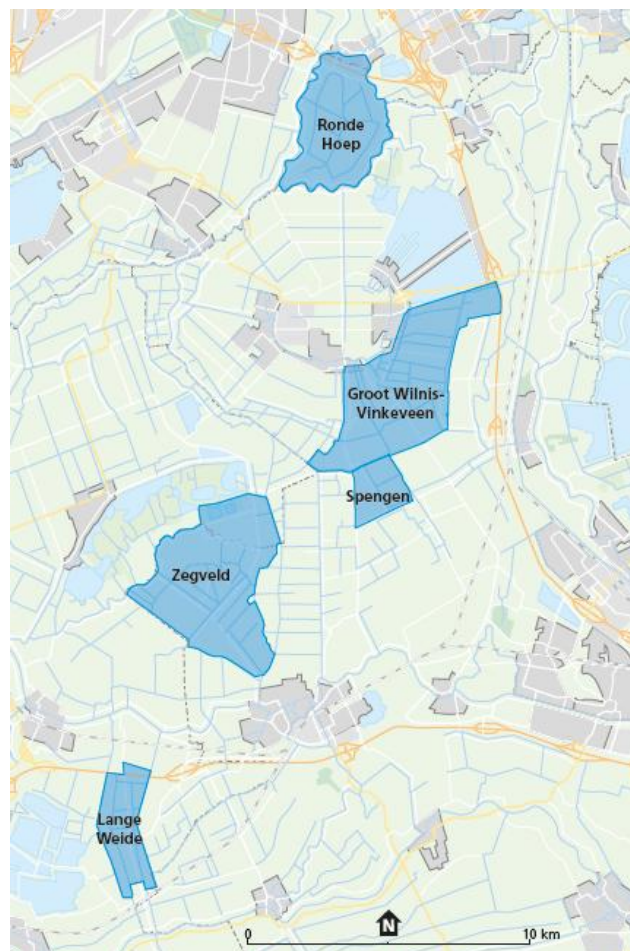 Ronde
Hoep
Groot Wilnis-
Vinkeveen
Spengen
Zegveld
Lange
Weide
N
0
10 km